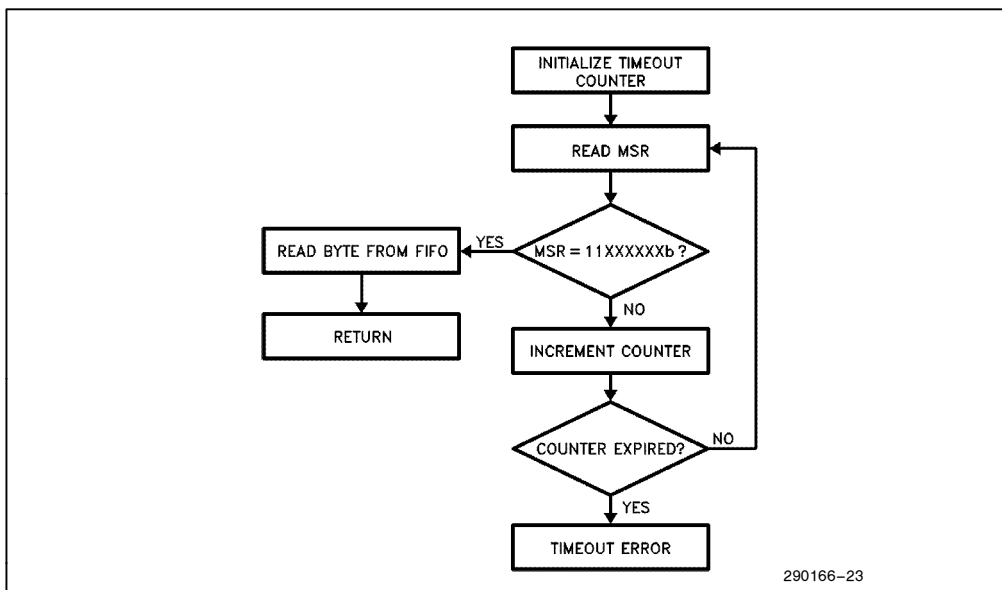 INITIALIZE TIMEOUT
COUNTER
READ MSR
MSR = 11XXXXXXb ?
YES
READ BYTE FROM FIFO
RETURN
NO
INCREMENT COUNTER
COUNTER EXPIRED?
NO
YES
TIMEOUT ERROR
290166–23